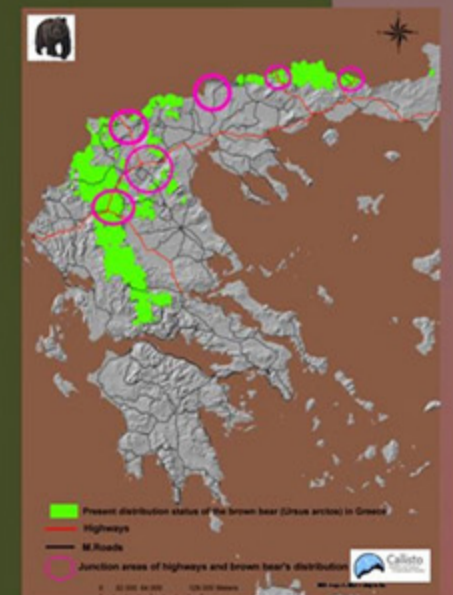 Present distribution status of the brown bear (Ursus arctos) in Greece
Highways
M.Roads
Junction areas of highways and brown bear's distribution
Callisto